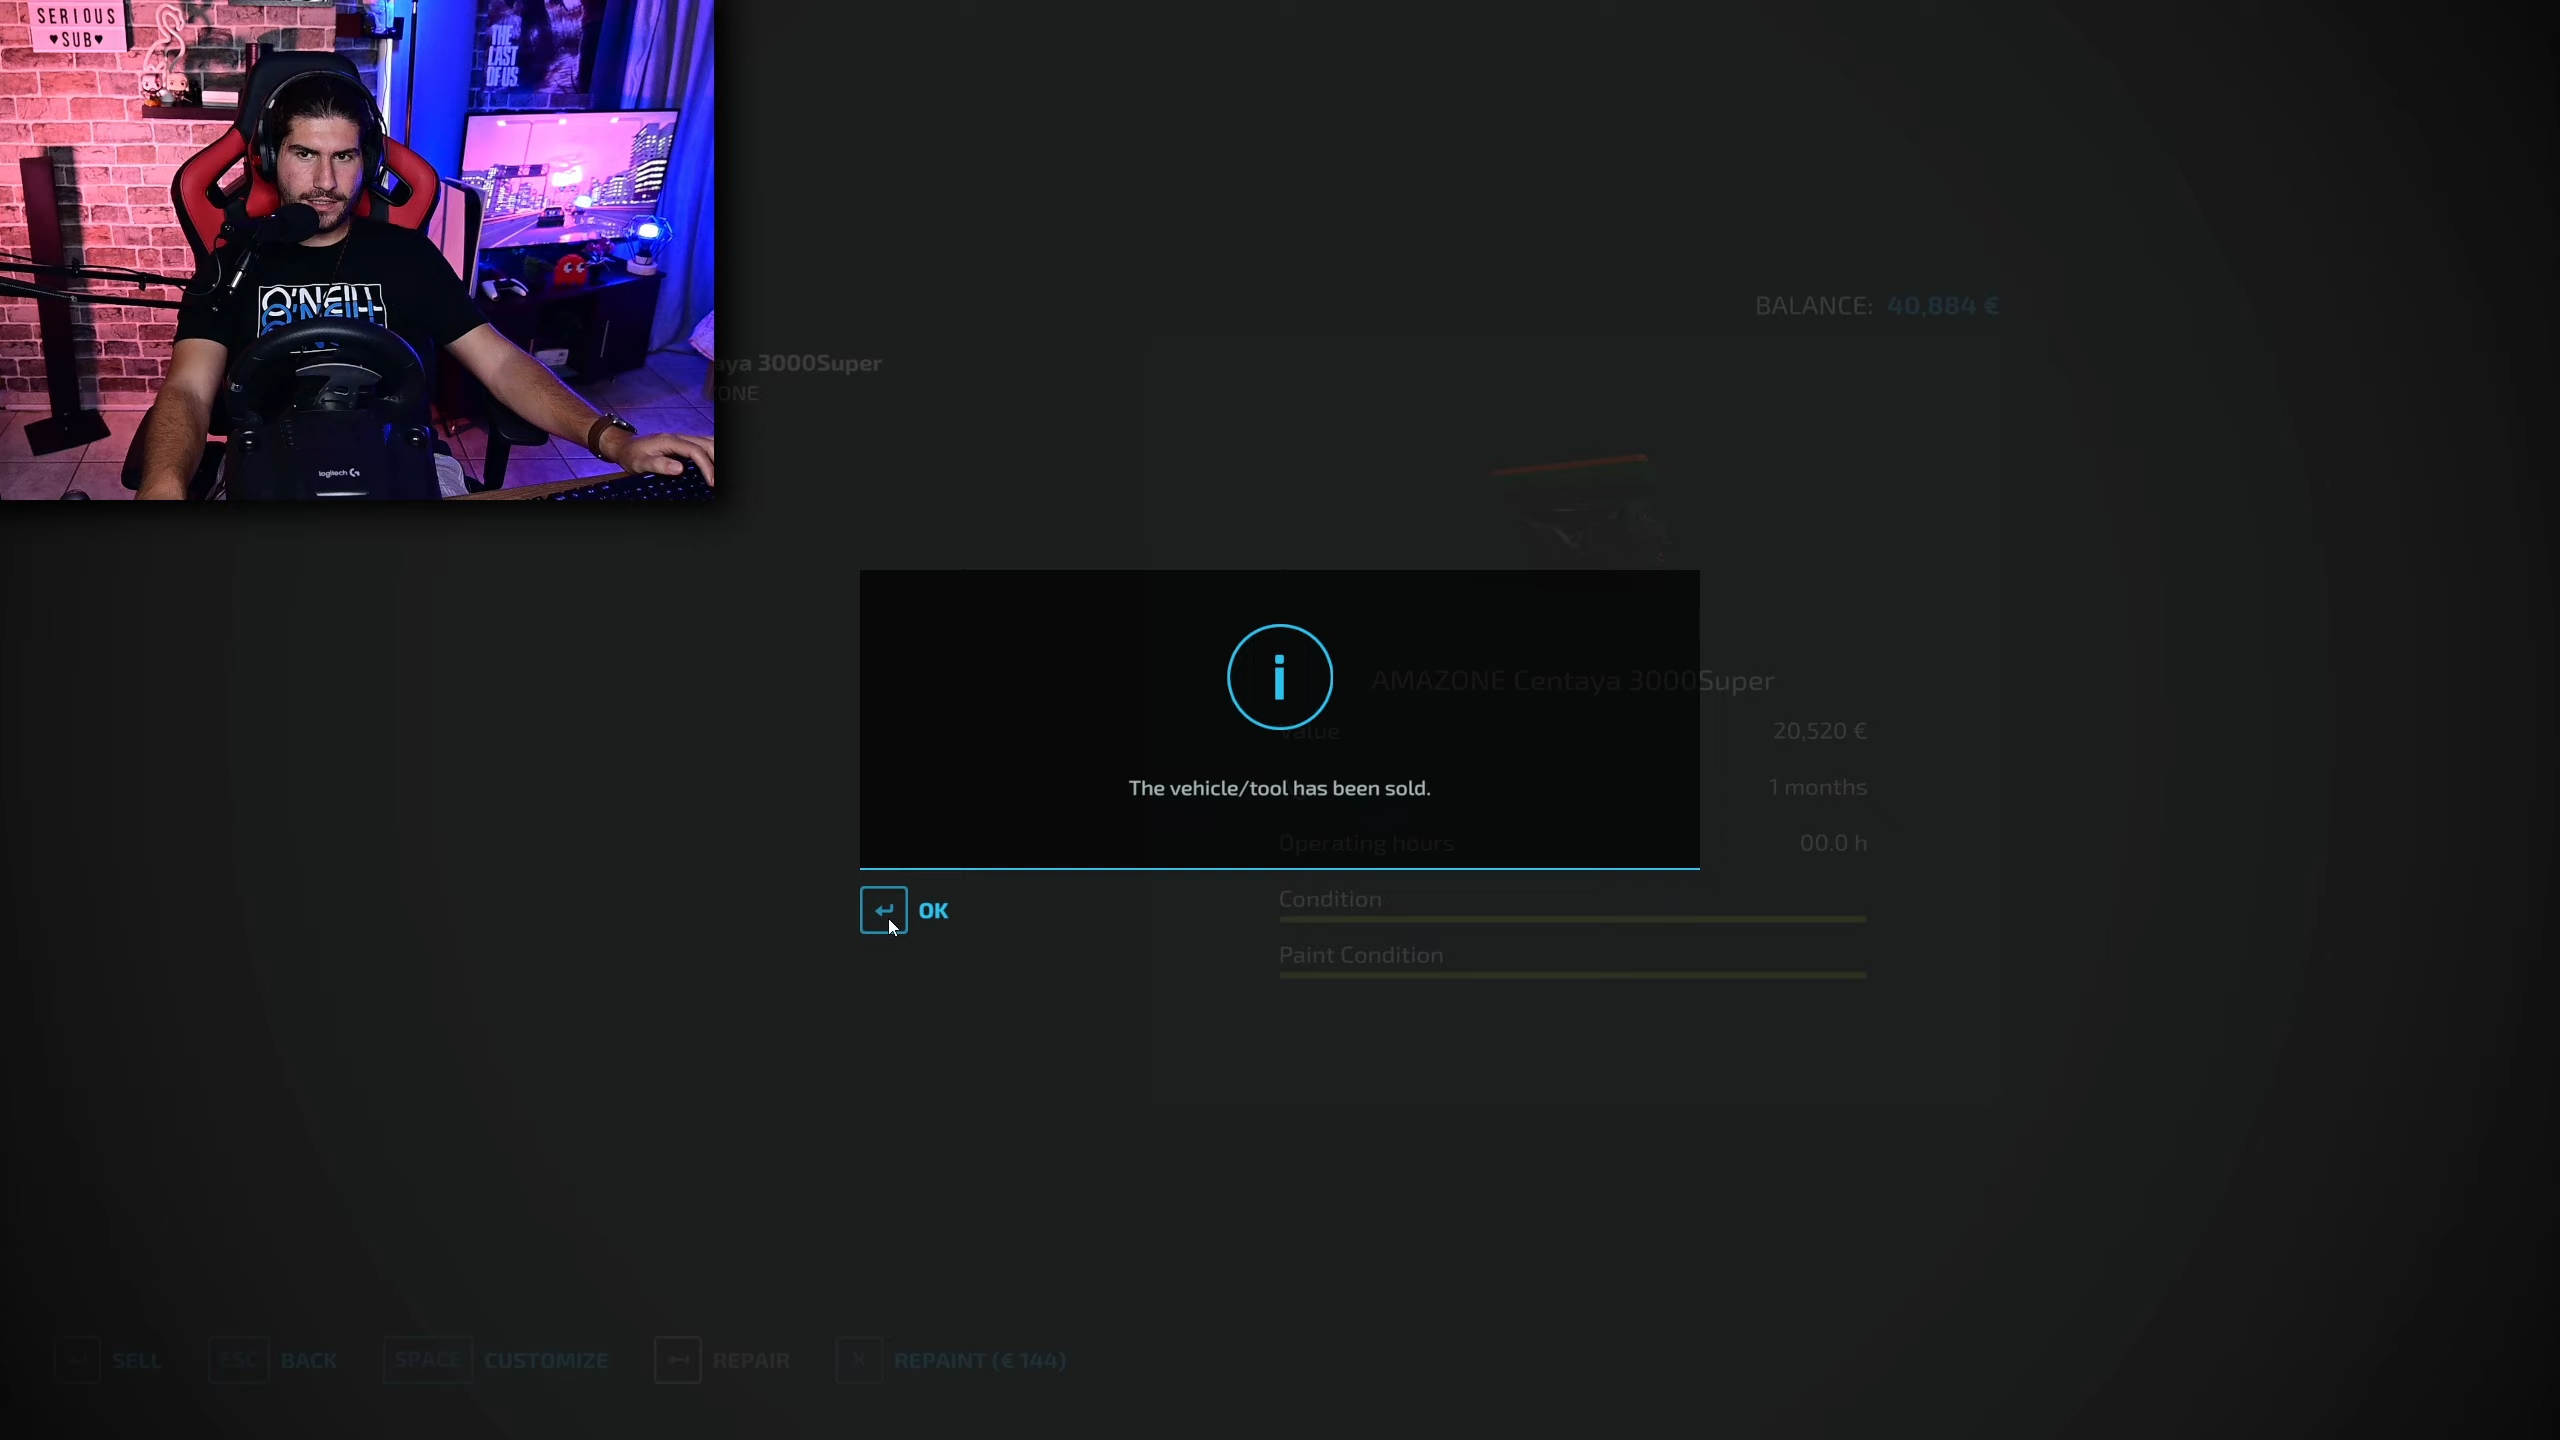 SERIOUS
♥SUB♥
THE
LAST
OF US
O'NEILL
logitech G
BALANCE: 40,884 €
aya 3000Super
ONE
AMAZONE Centaya 3000Super
Value 20,520 €
The vehicle/tool has been sold.
1 months
Operating hours 00.0 h
OK
Condition
Paint Condition
SELL ESC BACK SPACE CUSTOMIZE REPAIR X REPAINT (€ 144)